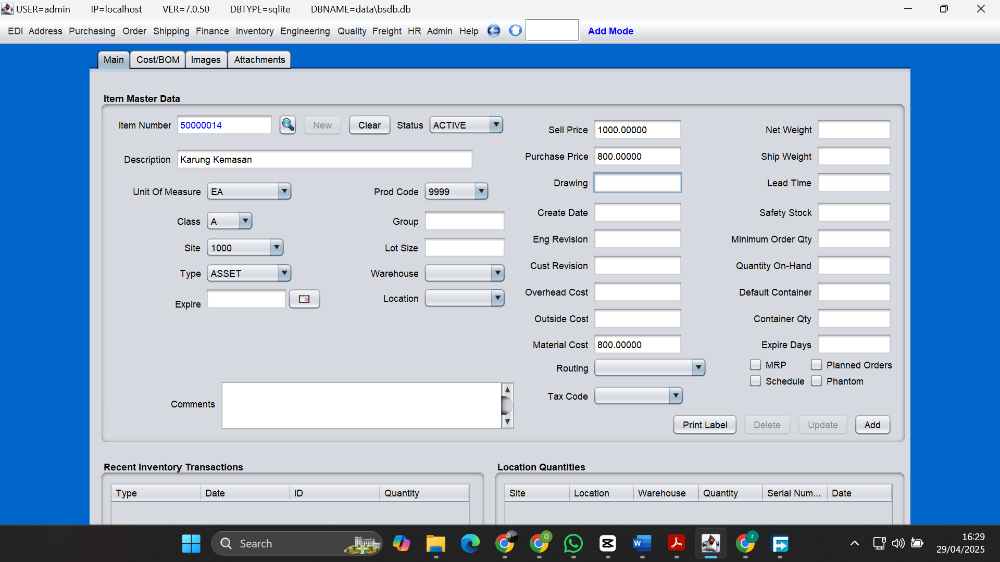 USER=admin IP=localhost VER=7.0.50 DBTYPE=sqlite DBNAME=data\bsdb.db
EDI Address Purchasing Order Shipping Finance Inventory Engineering Quality Freight HR Admin Help Add Mode
Main Cost/BOM Images Attachments
Item Master Data
Item Number 50000014 New Clear Status ACTIVE
Description Karung Kemasan
Unit Of Measure EA Prod Code 9999
Class A Group
Site 1000 Lot Size
Type ASSET Warehouse
Expire Location
Comments
Sell Price 1000.00000 Net Weight
Purchase Price 800.00000 Ship Weight
Drawing Lead Time
Create Date Safety Stock
Eng Revision Minimum Order Qty
Cust Revision Quantity On-Hand
Overhead Cost Default Container
Outside Cost Container Qty
Material Cost 800.00000 Expire Days
Routing MRP Planned Orders
Schedule Phantom
Tax Code
Print Label Delete Update Add
Recent Inventory Transactions
Type Date ID Quantity
Location Quantities
Site Location Warehouse Quantity Serial Num... Date
Search
16:29
29/04/2025